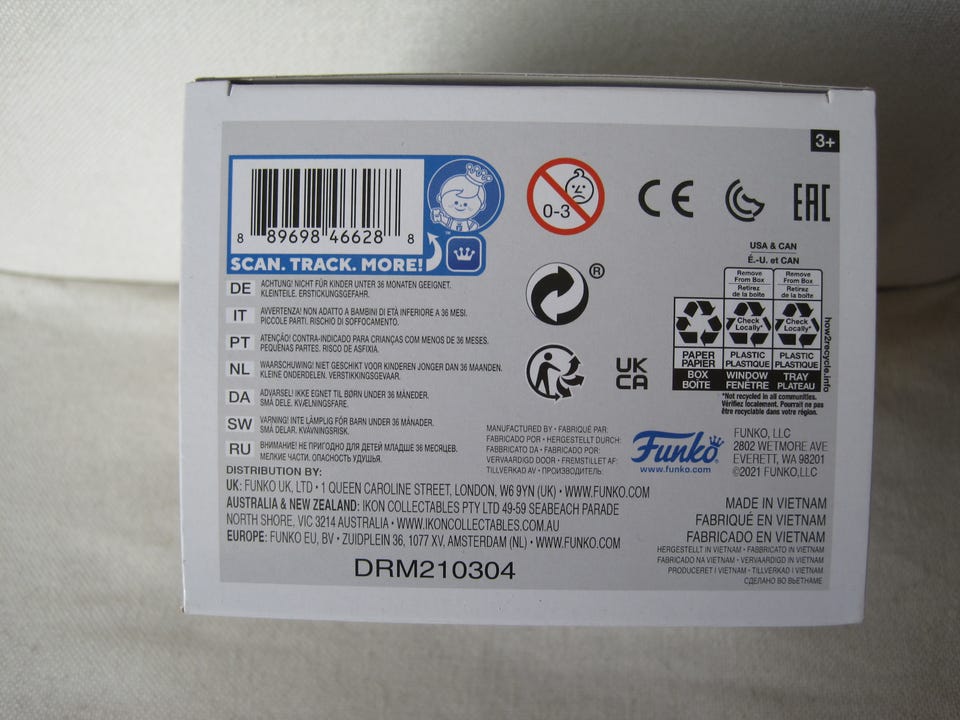 3+
8 89698 46628 8
SCAN. TRACK. MORE!
0-3
CE
EAC
®
UK
CA
USA & CAN
É.-U. et CAN
Remove
From Box
Retirez
de la boîte
Remove
From Box
Retirez
de la boîte
Check
Locally*
Check
Locally*
PAPER
PAPIER
PLASTIC
PLASTIQUE
PLASTIC
PLASTIQUE
BOX
BOÎTE
WINDOW
FENÊTRE
TRAY
PLATEAU
how2recycle.info
*Not recycled in all communities.
Vérifiez localement. Pourrait ne pas
être recyclable dans votre région.
DE ACHTUNG! NICHT FÜR KINDER UNTER 36 MONATEN GEEIGNET.
KLEINTEILE. ERSTICKUNGSGEFAHR.
IT AVVERTENZA! NON ADATTO A BAMBINI DI ETÀ INFERIORE A 36 MESI.
PICCOLE PARTI. RISCHIO DI SOFFOCAMENTO.
PT ATENÇÃO! CONTRA-INDICADO PARA CRIANÇAS COM MENOS DE 36 MESES.
PEQUENAS PARTES. RISCO DE ASFIXIA.
NL WAARSCHUWING! NIET GESCHIKT VOOR KINDEREN JONGER DAN 36 MAANDEN.
KLEINE ONDERDELEN. VERSTIKKINGSGEVAAR.
DA ADVARSEL! IKKE EGNET TIL BØRN UNDER 36 MÅNEDER.
SMÅ DELE. KVÆLNINGSFARE.
SW VARNING! INTE LÄMPLIG FÖR BARN UNDER 36 MÅNADER.
SMÅ DELAR. KVÄVNINGSRISK.
RU ВНИМАНИЕ! НЕ ПРИГОДНО ДЛЯ ДЕТЕЙ МЛАДШЕ 36 МЕСЯЦЕВ.
МЕЛКИЕ ЧАСТИ. ОПАСНОСТЬ УДУШЬЯ.
MANUFACTURED BY • FABRIQUÉ PAR:
FABRICADO POR • HERGESTELLT DURCH:
FABBRICATO DA • FABRICADO POR:
VERVAARDIGD DOOR • FREMSTILLET AF:
TILLVERKAD AV • ПРОИЗВОДИТЕЛЬ:
Funko
www.funko.com
FUNKO, LLC
2802 WETMORE AVE
EVERETT, WA 98201
©2021 FUNKO,LLC
DISTRIBUTION BY:
UK: FUNKO UK, LTD • 1 QUEEN CAROLINE STREET, LONDON, W6 9YN (UK) • WWW.FUNKO.COM
AUSTRALIA & NEW ZEALAND: IKON COLLECTABLES PTY LTD 49-59 SEABEACH PARADE
NORTH SHORE, VIC 3214 AUSTRALIA • WWW.IKONCOLLECTABLES.COM.AU
EUROPE: FUNKO EU, BV • ZUIDPLEIN 36, 1077 XV, AMSTERDAM (NL) • WWW.FUNKO.COM
DRM210304
MADE IN VIETNAM
FABRIQUÉ EN VIETNAM
FABRICADO EN VIETNAM
HERGESTELLT IN VIETNAM • FABBRICATO IN VIETNAM
FABRICADO NA VIETNAM • VERVAARDIGD IN VIETNAM
PRODUCERET I VIETNAM • TILLVERKAD I VIETNAM
СДЕЛАНО ВО ВЬЕТНАМЕ